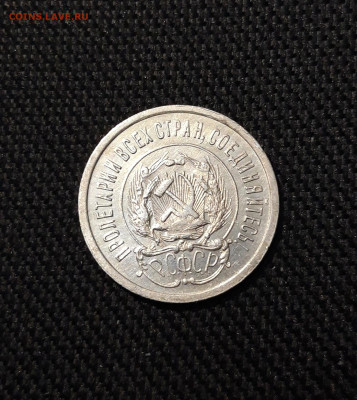 COINS.LAVE.RU
ПРОЛЕТАРИИ ВСЕХ СТРАН, СОЕДИНЯЙТЕСЬ
РСФСР